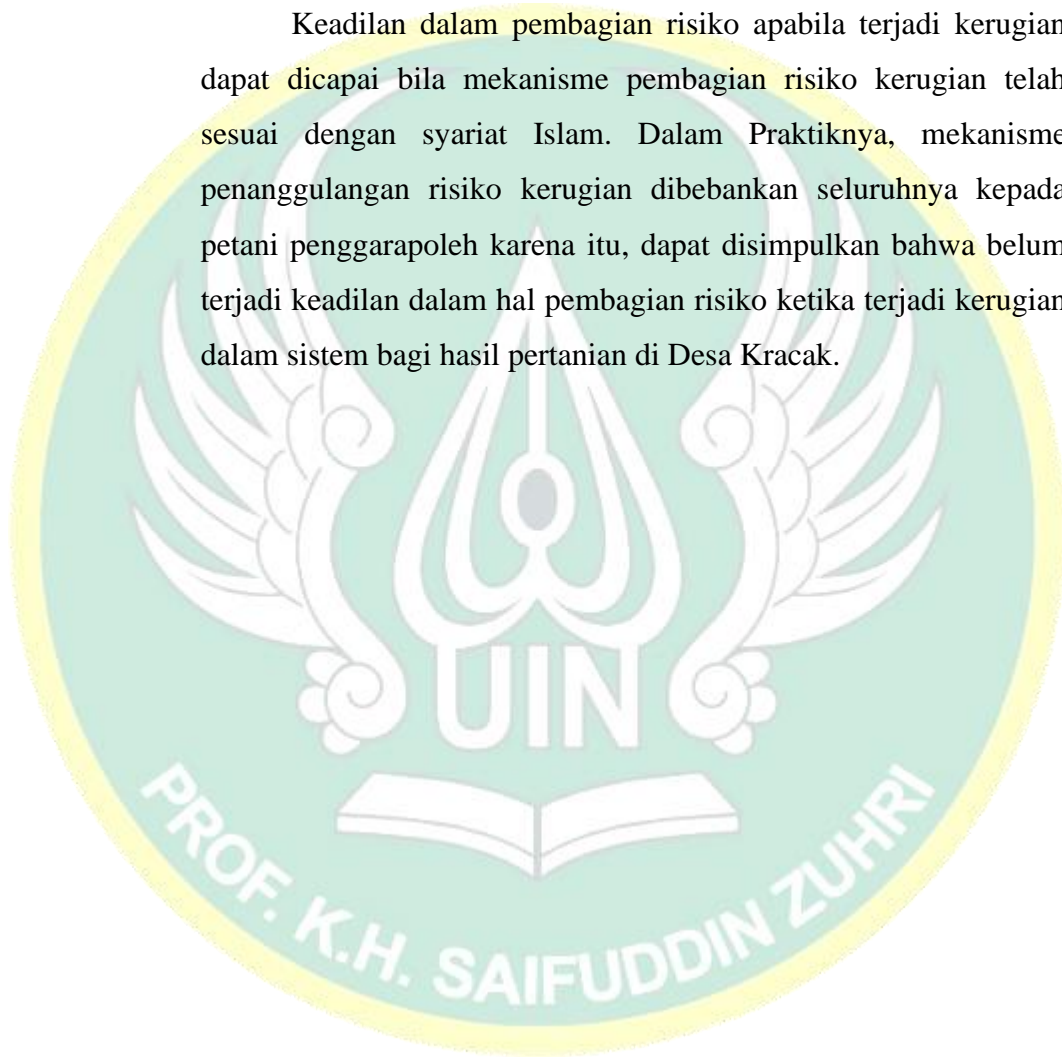 Keadilan dalam pembagian risiko apabila terjadi kerugian
dapat dicapai bila mekanisme pembagian risiko kerugian telah
sesuai dengan syariat Islam. Dalam Praktiknya, mekanisme
penanggulangan risiko kerugian dibebankan seluruhnya kepada
petani penggarapoleh karena itu, dapat disimpulkan bahwa belum
terjadi keadilan dalam hal pembagian risiko ketika terjadi kerugian
dalam sistem bagi hasil pertanian di Desa Kracak.
UIN
PROF. K.H. SAIFUDDIN ZUHRI